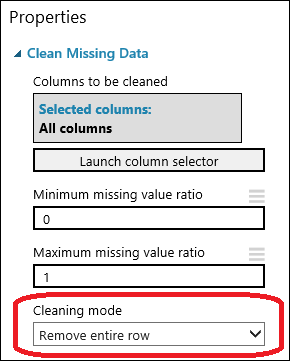 Properties
Clean Missing Data
Columns to be cleaned
Selected columns:
All columns
Launch column selector
Minimum missing value ratio
0
Maximum missing value ratio
1
Cleaning mode
Remove entire row